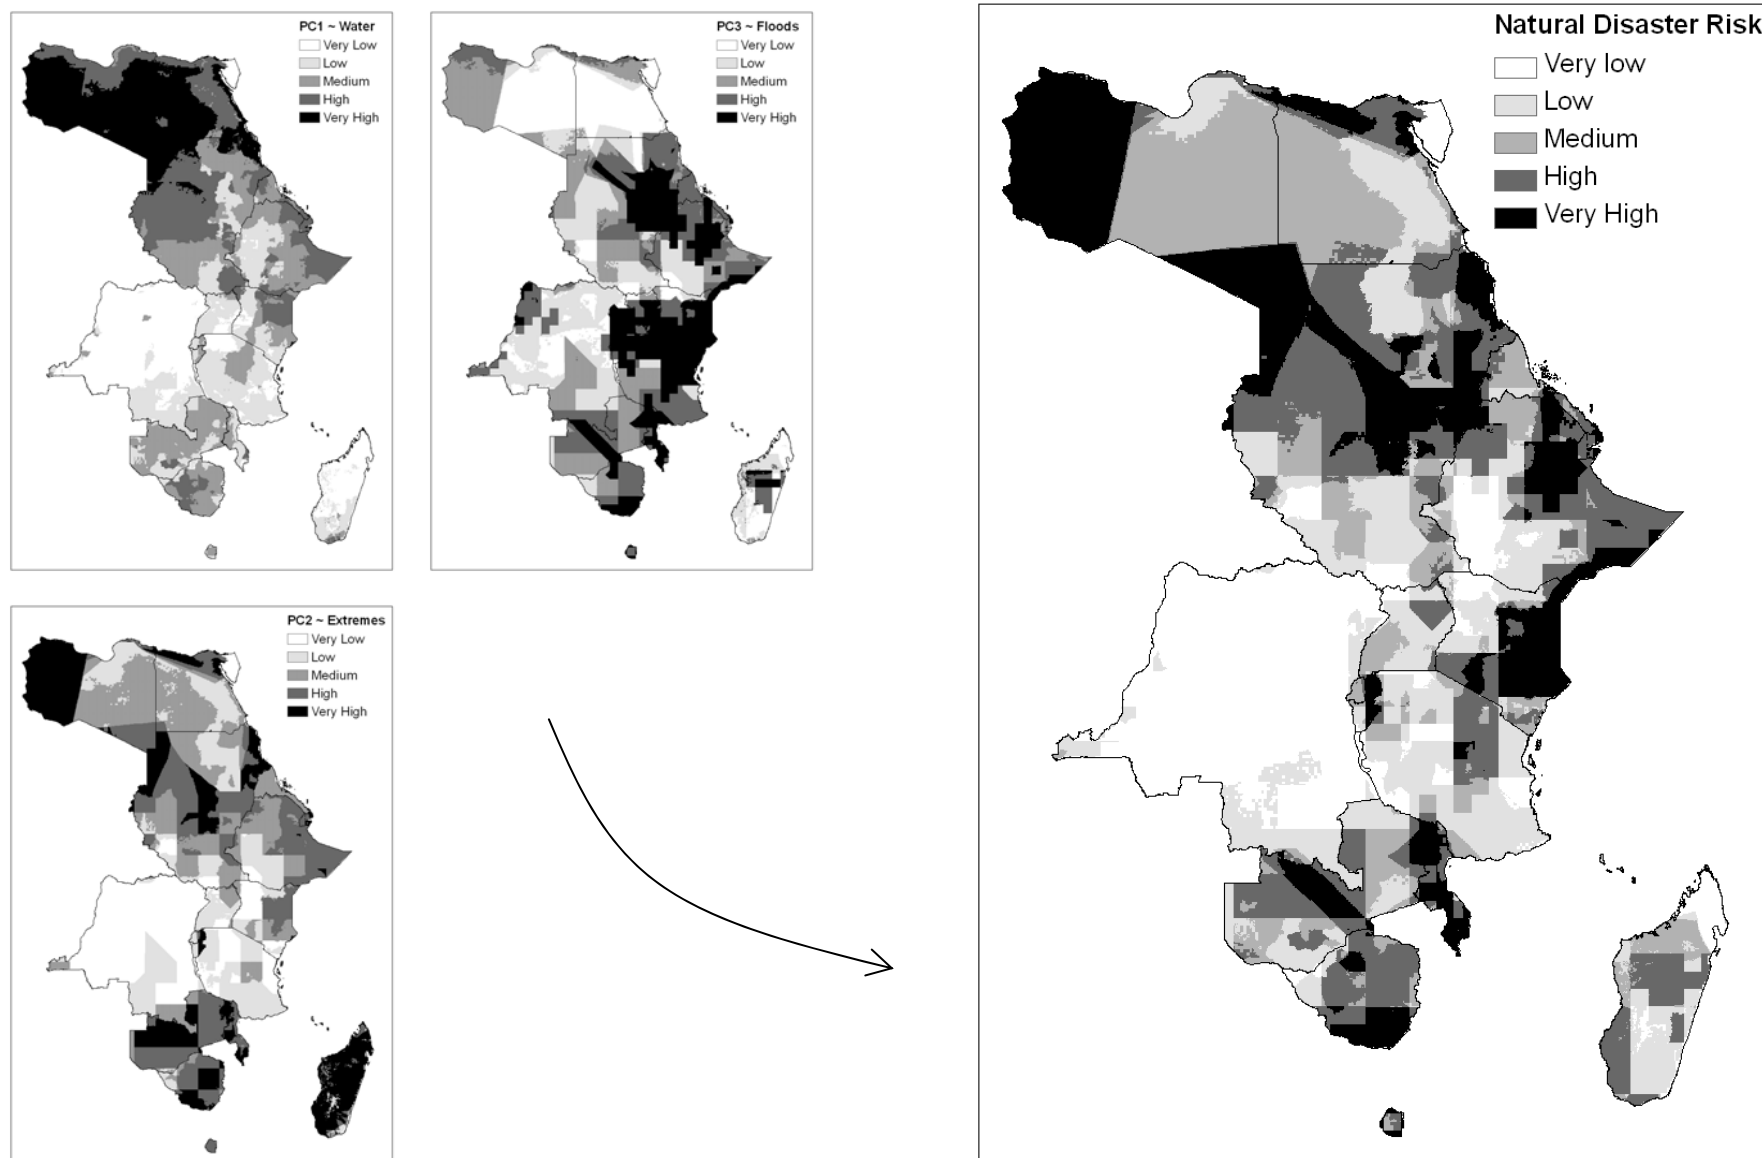 PC1 ~ Water
Very Low
Low
Medium
High
Very High
PC3 ~ Floods
Very Low
Low
Medium
High
Very High
PC2 ~ Extremes
Very Low
Low
Medium
High
Very High
Natural Disaster Risk
Very low
Low
Medium
High
Very High